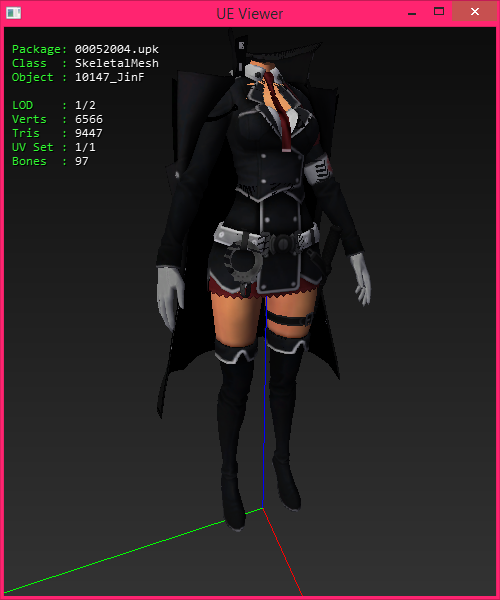 UE Viewer
Package: 00052004.upk
Class : SkeletalMesh
Object : 10147_JinF
LOD : 1/2
Verts : 6566
Tris : 9447
UV Set : 1/1
Bones : 97